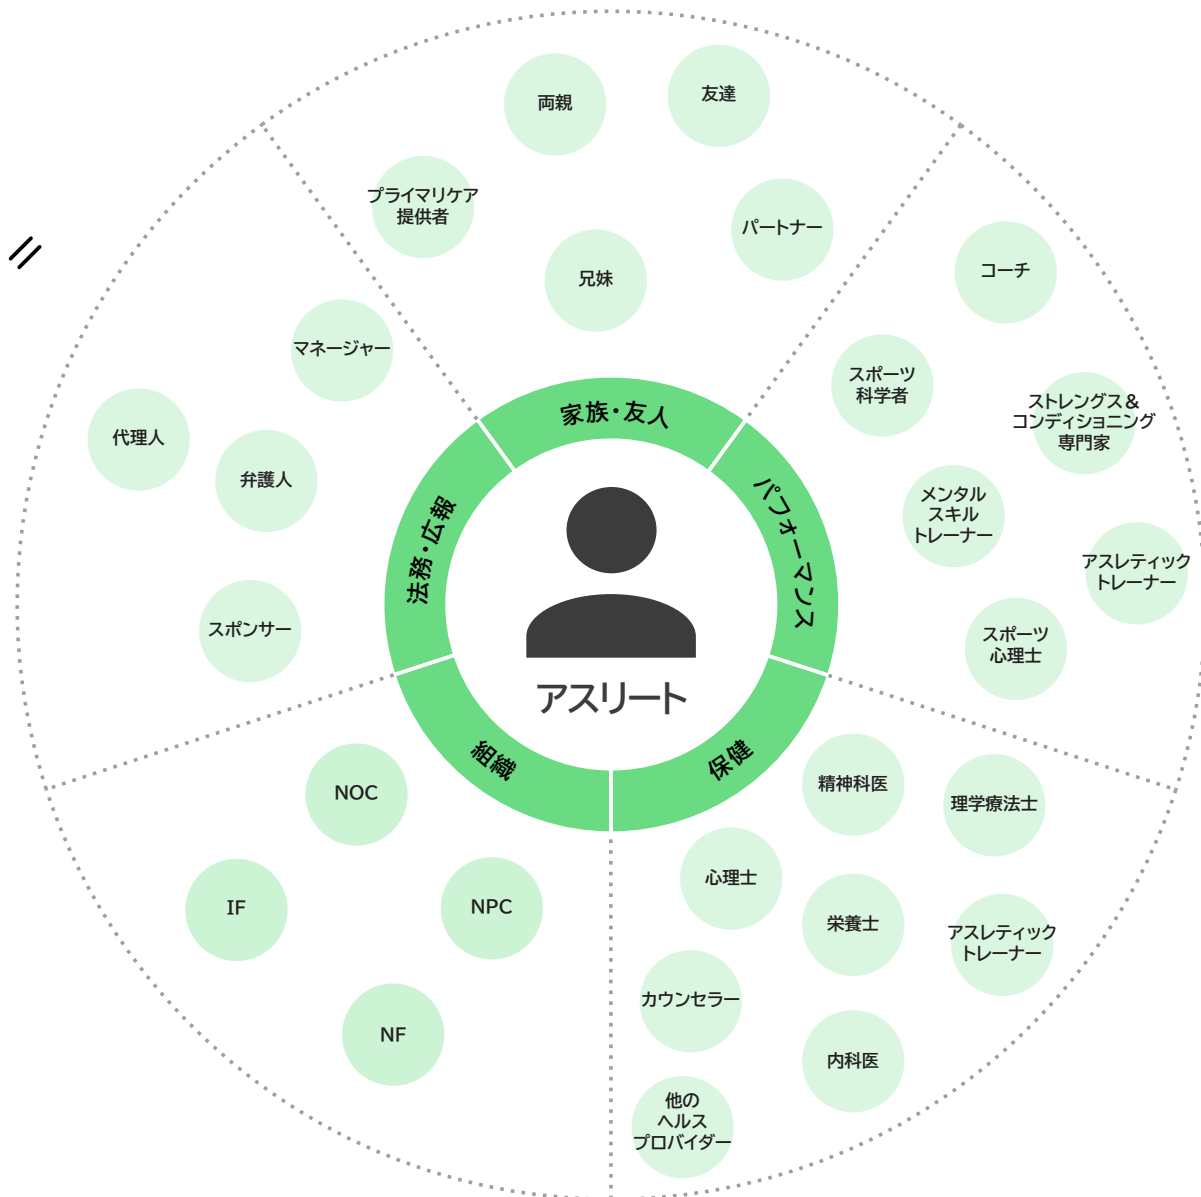 両親
友達
プライマリケア
提供者
パートナー
兄妹
コーチ
スポーツ
科学者
ストレングス＆
コンディショニング
専門家
メンタル
スキル
トレーナー
アスレティック
トレーナー
スポーツ
心理士
マネージャー
代理人
弁護人
スポンサー
家族・友人
パフォーマンス
法務・広報
組織
保健
アスリート
NOC
IF
NPC
NF
精神科医
理学療法士
心理士
栄養士
アスレティック
トレーナー
カウンセラー
内科医
他の
ヘルス
プロバイダー